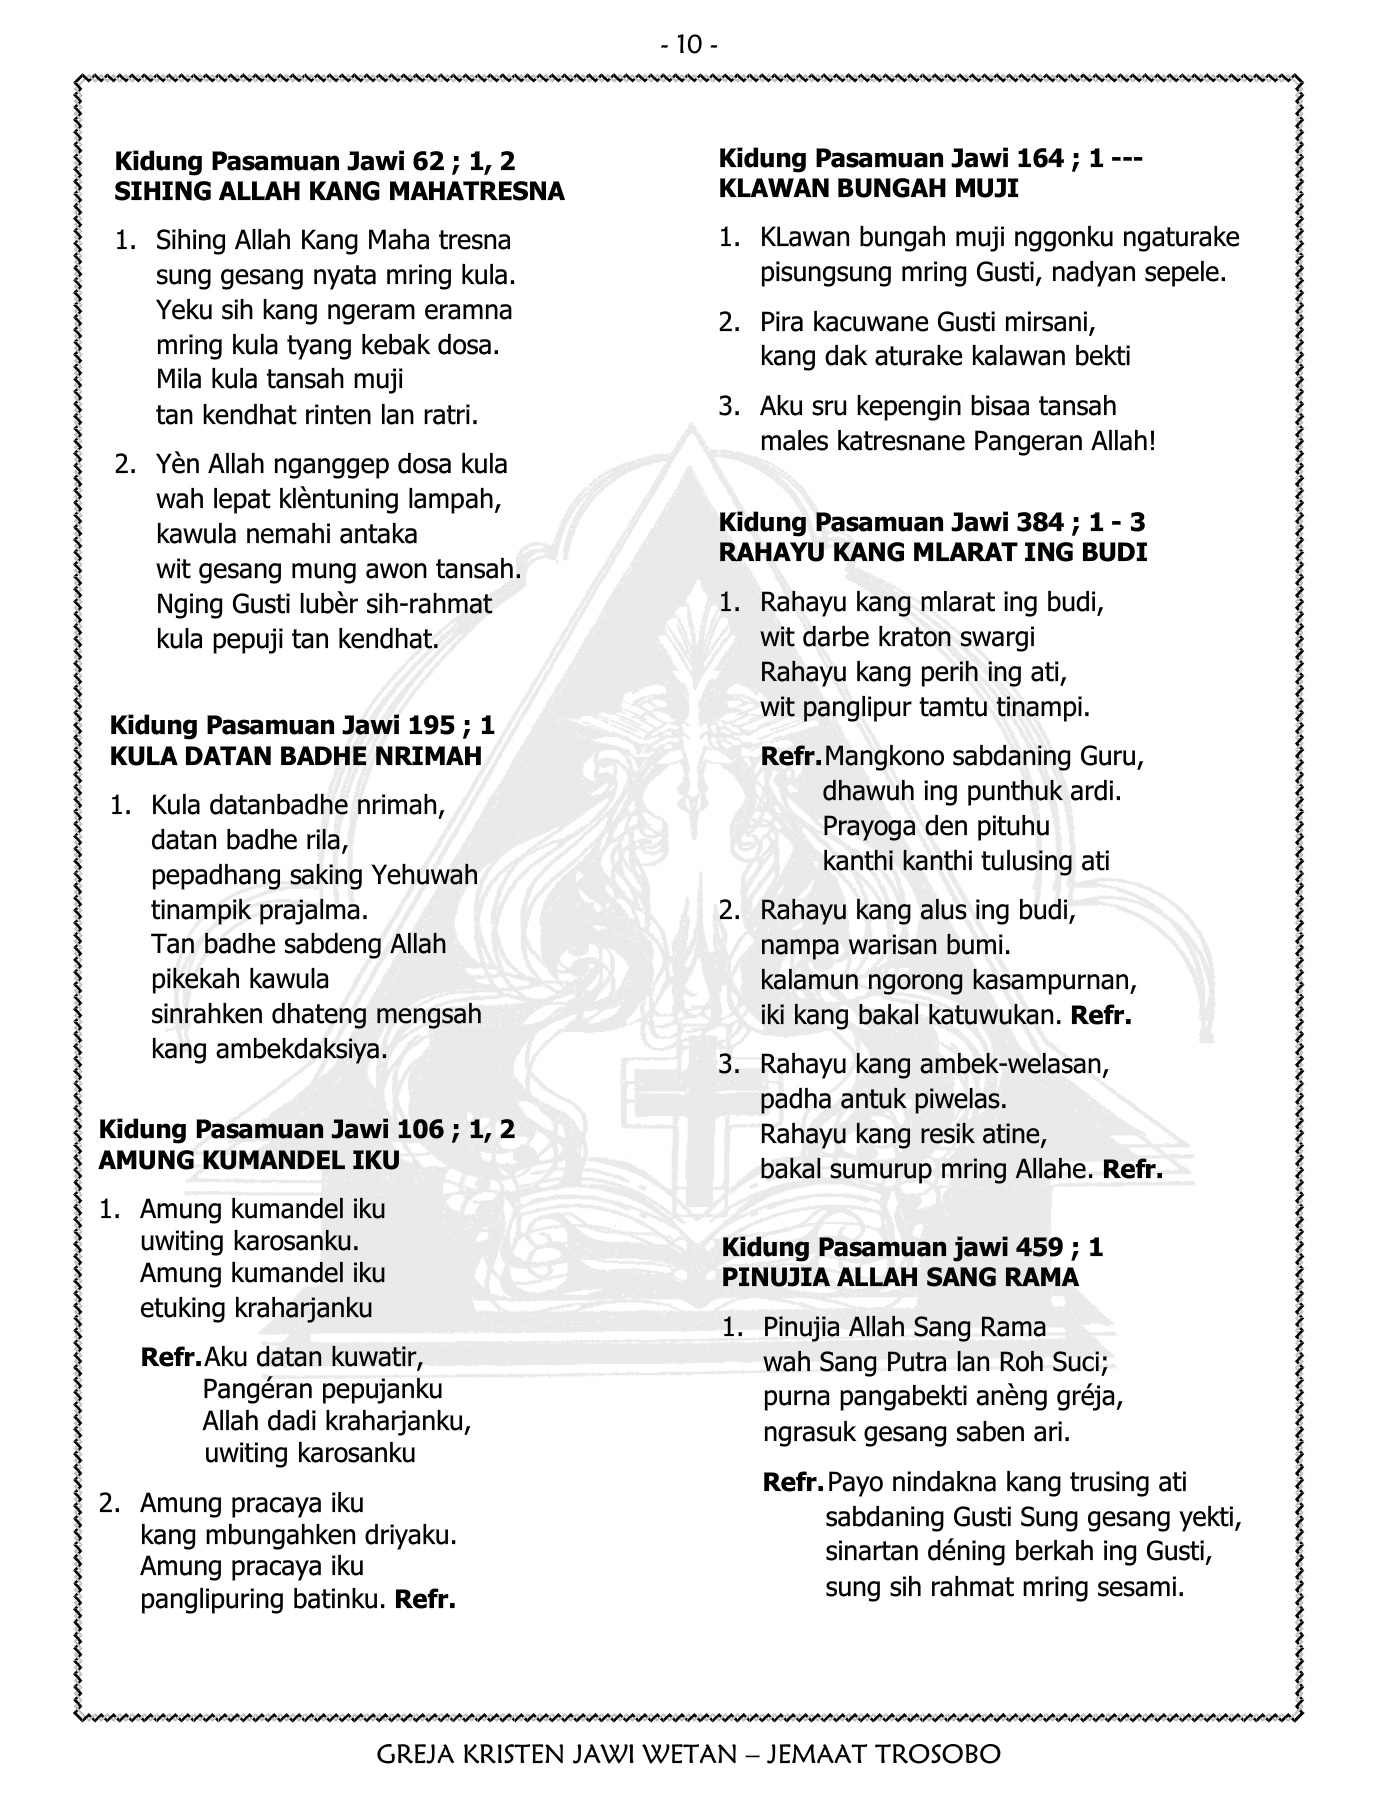 - 10 -
Kidung Pasamuan Jawi 62 ; 1, 2
SIHING ALLAH KANG MAHATRESNA
1. Sihing Allah Kang Maha tresna
sung gesang nyata mring kula.
Yeku sih kang ngeram eramna
mring kula tyang kebak dosa.
Mila kula tansah muji
tan kendhat rinten lan ratri.
2. Yèn Allah nganggep dosa kula
wah lepat klèntuning lampah,
kawula nemahi antaka
wit gesang mung awon tansah.
Nging Gusti lubèr sih-rahmat
kula pepuji tan kendhat.
Kidung Pasamuan Jawi 195 ; 1
KULA DATAN BADHE NRIMAH
1. Kula datanbadhe nrimah,
datan badhe rila,
pepadhang saking Yehuwah
tinampik prajalma.
Tan badhe sabdeng Allah
pikekah kawula
sinrahken dhateng mengsah
kang ambekdaksiya.
Kidung Pasamuan Jawi 106 ; 1, 2
AMUNG KUMANDEL IKU
1. Amung kumandel iku
uwiting karosanku.
Amung kumandel iku
etuking kraharjanku
Refr. Aku datan kuwatir,
Pangéran pepujanku
Allah dadi kraharjanku,
uwiting karosanku
2. Amung pracaya iku
kang mbungahken driyaku.
Amung pracaya iku
panglipuring batinku. Refr.
Kidung Pasamuan Jawi 164 ; 1 ---
KLAWAN BUNGAH MUJI
1. KLawan bungah muji nggonku ngaturake
pisungsung mring Gusti, nadyan sepele.
2. Pira kacuwane Gusti mirsani,
kang dak aturake kalawan bekti
3. Aku sru kepengin bisaa tansah
males katresnane Pangeran Allah!
Kidung Pasamuan Jawi 384 ; 1 - 3
RAHAYU KANG MLARAT ING BUDI
1. Rahayu kang mlarat ing budi,
wit darbe kraton swargi
Rahayu kang perih ing ati,
wit panglipur tamtu tinampi.
Refr. Mangkono sabdaning Guru,
dhawuh ing punthuk ardi.
Prayoga den pituhu
kanthi kanthi tulusing ati
2. Rahayu kang alus ing budi,
nampa warisan bumi.
kalamun ngorong kasampurnan,
iki kang bakal katuwukan. Refr.
3. Rahayu kang ambek-welasan,
padha antuk piwelas.
Rahayu kang resik atine,
bakal sumurup mring Allahe. Refr.
Kidung Pasamuan jawi 459 ; 1
PINUJIA ALLAH SANG RAMA
1. Pinujia Allah Sang Rama
wah Sang Putra lan Roh Suci;
purna pangabekti anèng gréja,
ngrasuk gesang saben ari.
Refr. Payo nindakna kang trusing ati
sabdaning Gusti Sung gesang yekti,
sinartan déning berkah ing Gusti,
sung sih rahmat mring sesami.
GREJA KRISTEN JAWI WETAN – JEMAAT TROSOBO